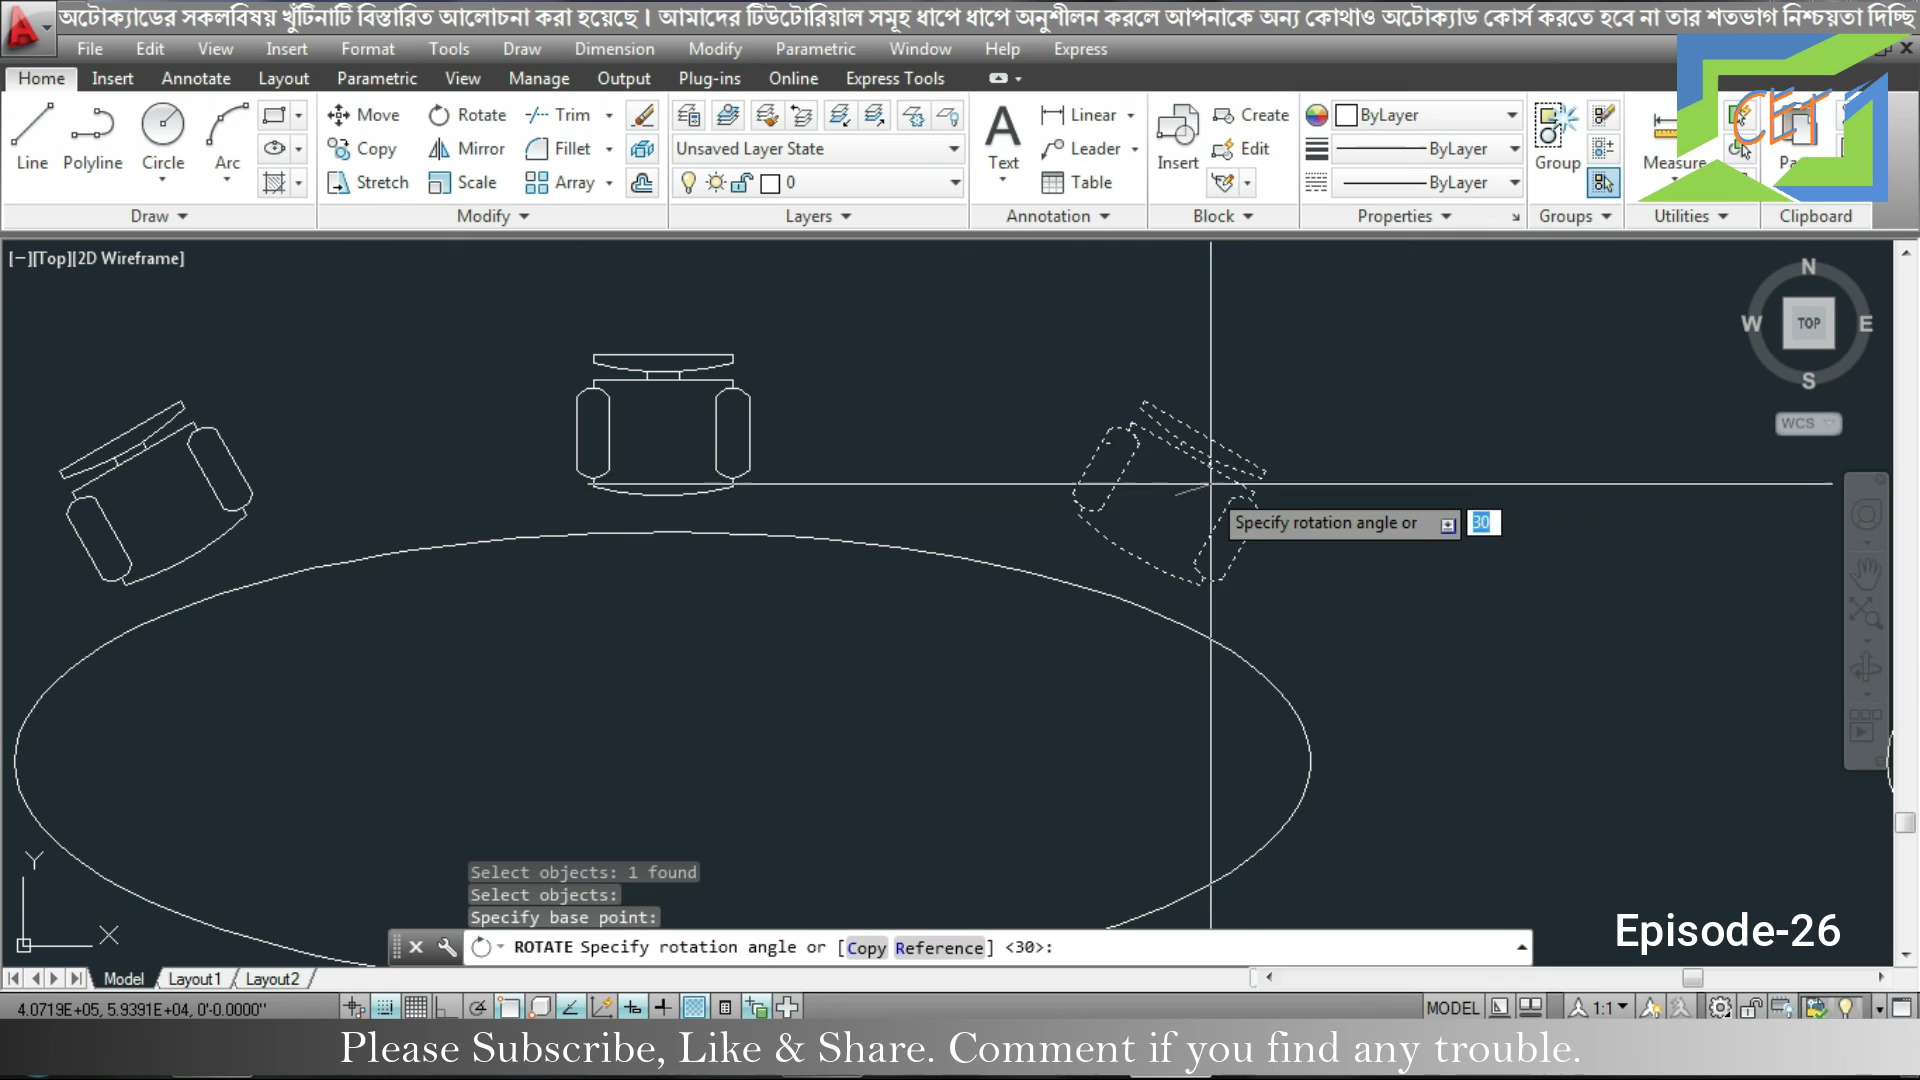 অটোক্যাডের সকলবিষয় খুঁটিনাটি বিস্তারিত আলোচনা করা হয়েছে। আমাদের টিউটোরিয়াল সমূহ ধাপে ধাপে অনুশীলন করলে আপনাকে অন্য কোথাও অটোক্যাড কোর্স করতে হবে না তার শতভাগ নিশ্চয়তা দিচ্ছি
File Edit View Insert Format Tools Draw Dimension Modify Parametric Window Help Express
Home Insert Annotate Layout Parametric View Manage Output Plug-ins Online Express Tools
Move Rotate Trim Linear Create ByLayer
Line Polyline Circle Arc Copy Mirror Fillet Unsaved Layer State Text Leader Insert Edit ByLayer Group Measure
Stretch Scale Array 0 Table ByLayer
Draw Modify Layers Annotation Block Properties Groups Utilities Clipboard
[−][Top][2D Wireframe]
N
W TOP E
S
WCS
Specify rotation angle or 30
Y
X
Select objects: 1 found
Select objects:
Specify base point:
ROTATE Specify rotation angle or [Copy Reference] <30>:
Episode-26
Model Layout1 Layout2
4.0719E+05, 5.9391E+04, 0'-0.0000" MODEL 1:1
Please Subscribe, Like & Share. Comment if you find any trouble.